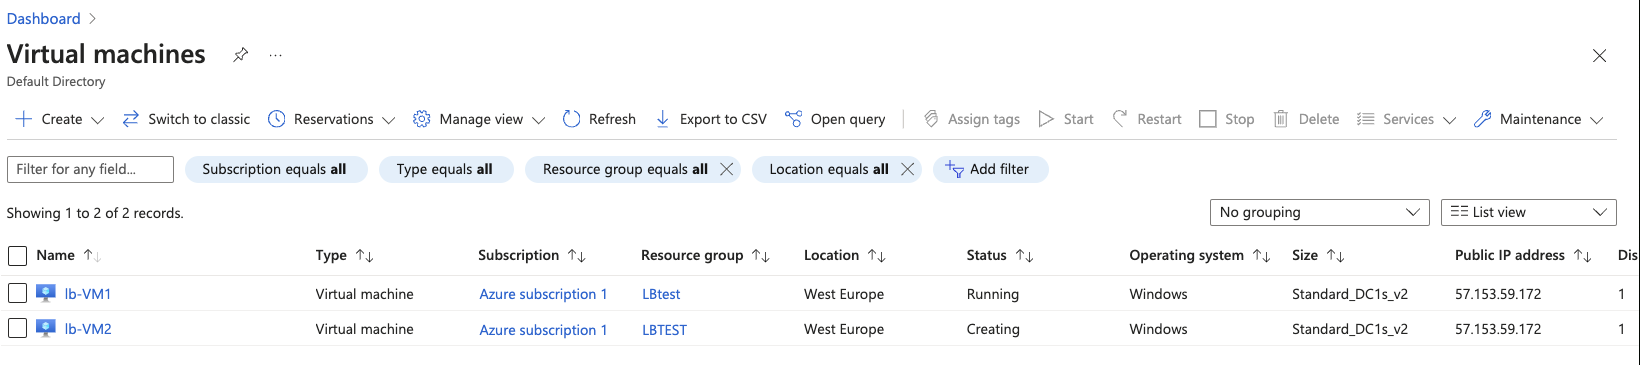 Dashboard
Virtual machines
Default Directory
Create Switch to classic Reservations Manage view Refresh Export to CSV Open query Assign tags Start Restart Stop Delete Services Maintenance
Filter for any field... Subscription equals all Type equals all Resource group equals all Location equals all Add filter
Showing 1 to 2 of 2 records. No grouping List view
Name Type Subscription Resource group Location Status Operating system Size Public IP address Dis
lb-VM1 Virtual machine Azure subscription 1 LBtest West Europe Running Windows Standard_DC1s_v2 57.153.59.172 1
lb-VM2 Virtual machine Azure subscription 1 LBTEST West Europe Creating Windows Standard_DC1s_v2 57.153.59.172 1